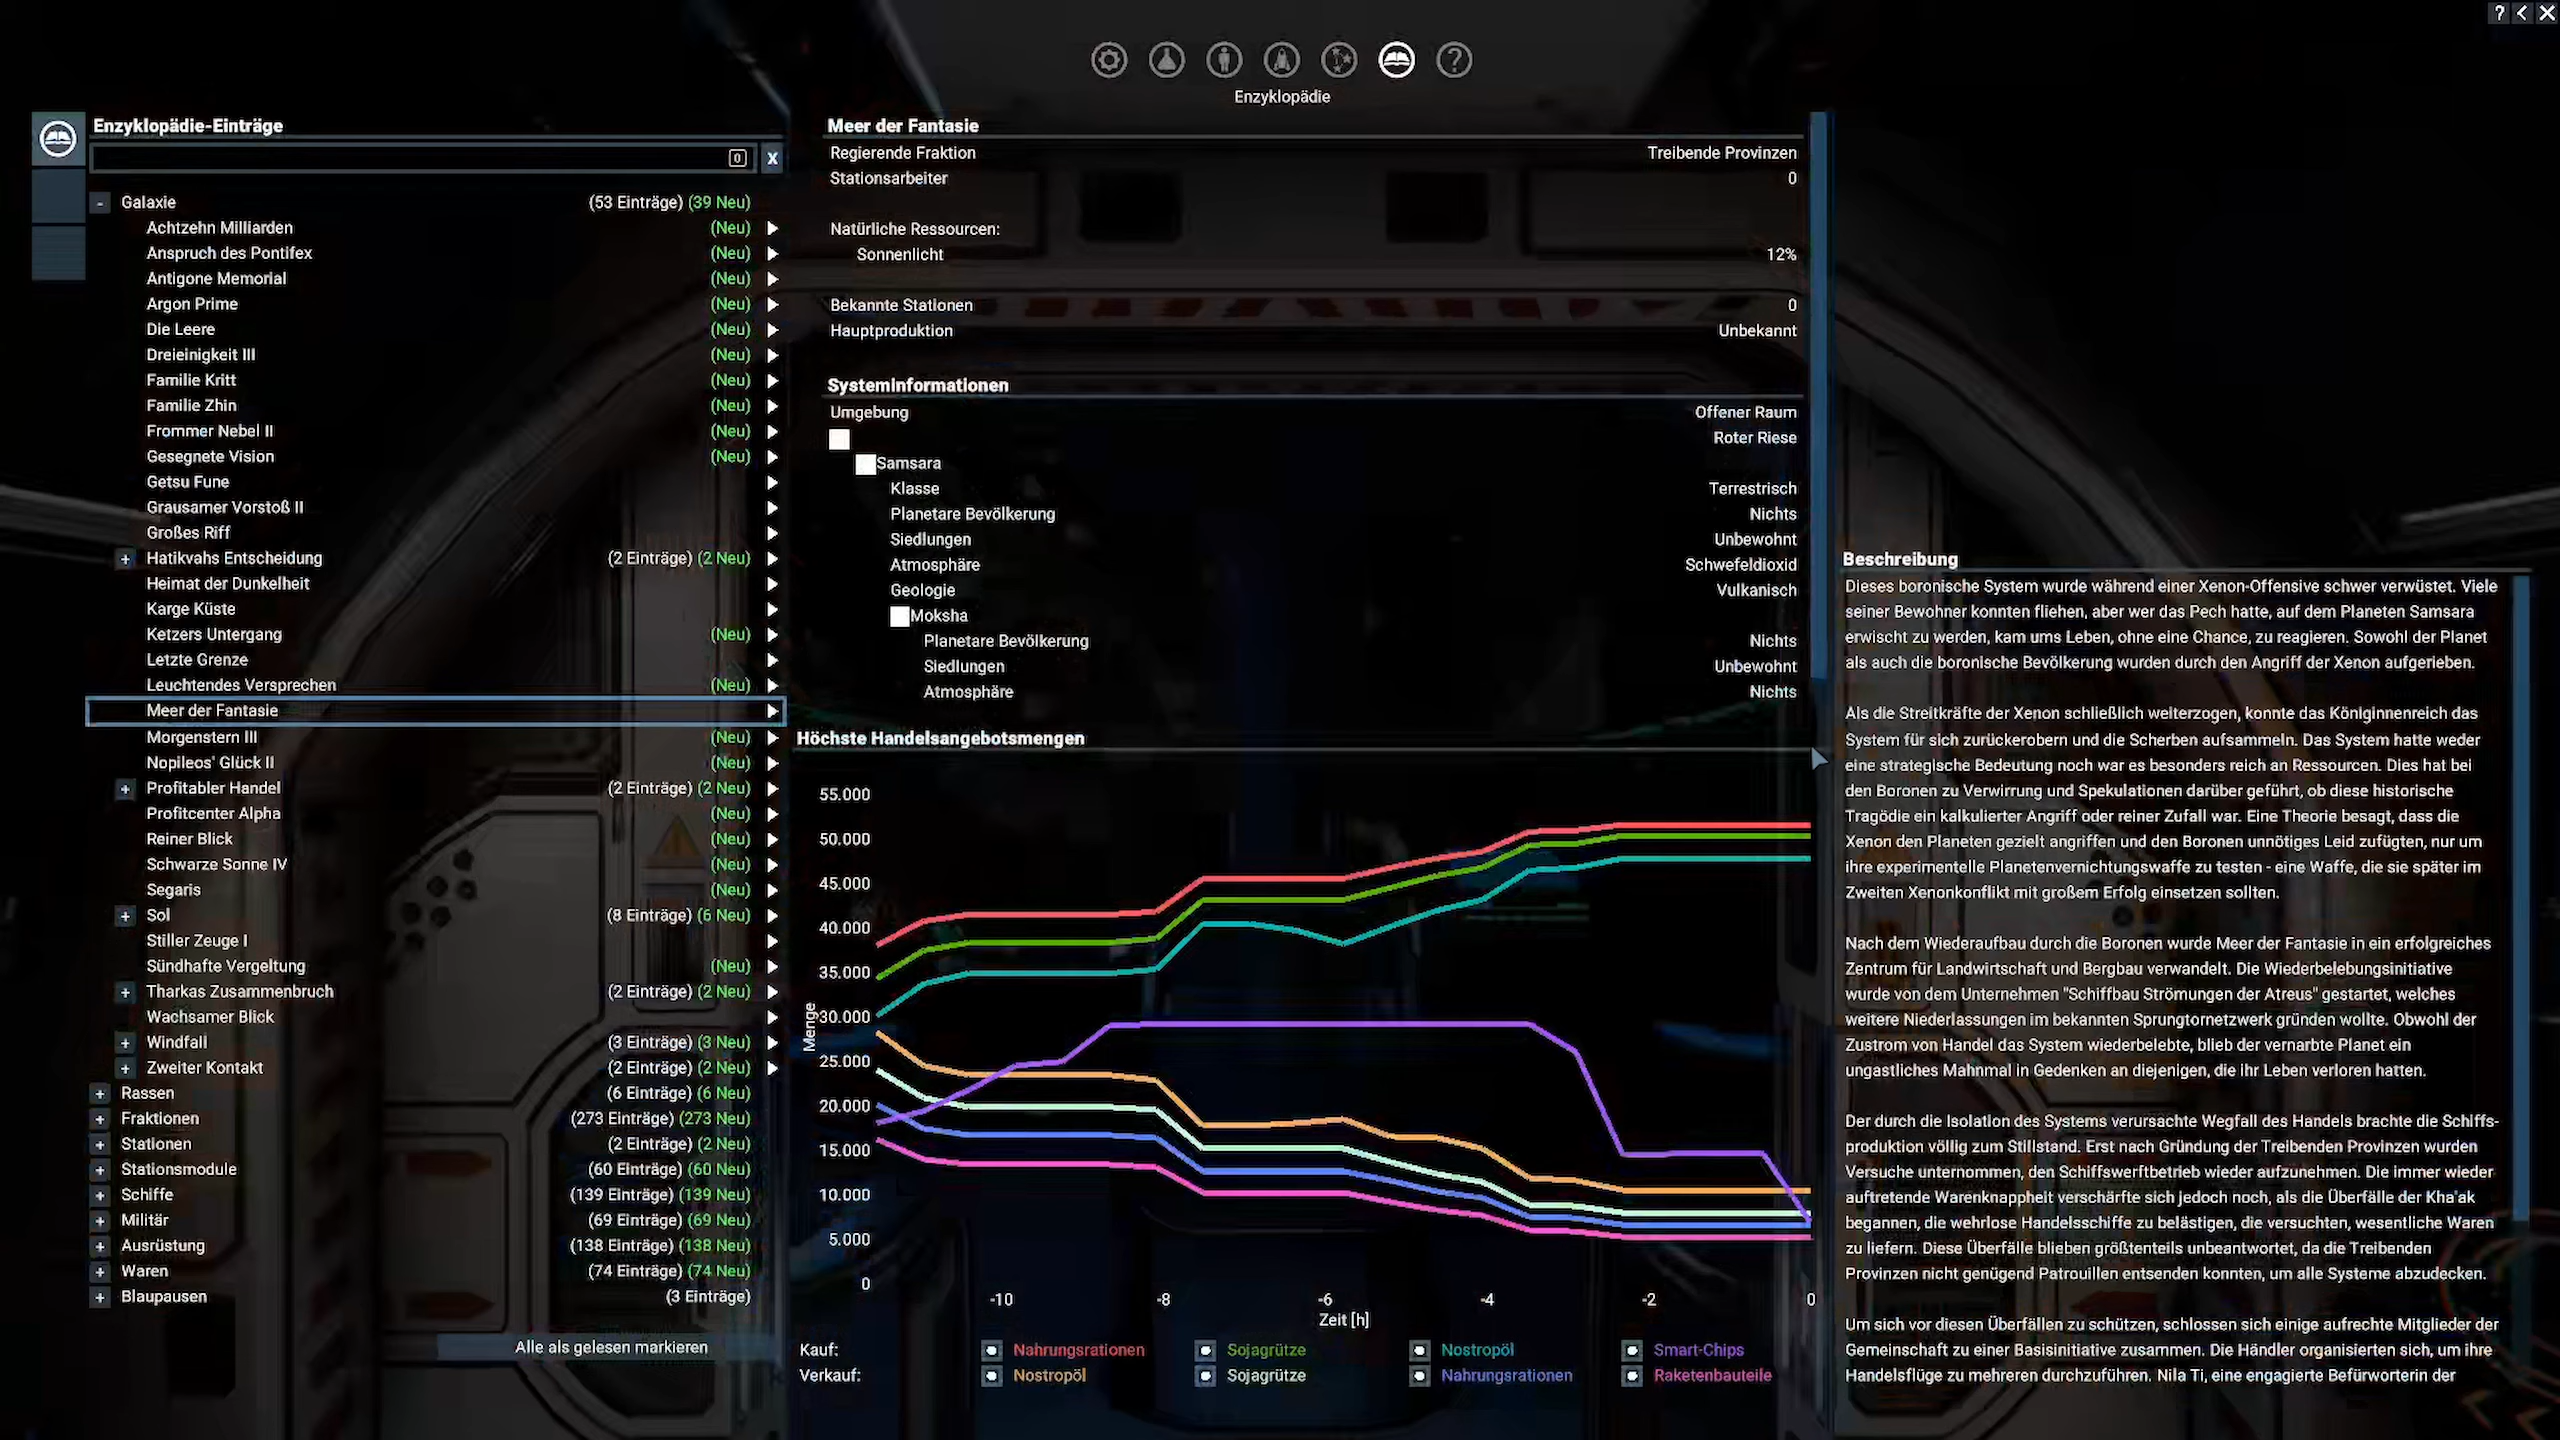 ? < X
Enzyklopädie
Enzyklopädie-Einträge
0 X
- Galaxie (53 Einträge) (39 Neu)
Achtzehn Milliarden (Neu)
Anspruch des Pontifex (Neu)
Antigone Memorial (Neu)
Argon Prime (Neu)
Die Leere (Neu)
Dreieinigkeit III (Neu)
Familie Kritt (Neu)
Familie Zhin (Neu)
Frommer Nebel II (Neu)
Gesegnete Vision (Neu)
Getsu Fune
Grausamer Vorstoß II
Großes Riff
+ Hatikvahs Entscheidung (2 Einträge) (2 Neu)
Heimat der Dunkelheit
Karge Küste
Ketzers Untergang (Neu)
Letzte Grenze
Leuchtendes Versprechen (Neu)
Meer der Fantasie
Morgenstern III (Neu)
Nopileos' Glück II (Neu)
+ Profitabler Handel (2 Einträge) (2 Neu)
Profitcenter Alpha (Neu)
Reiner Blick (Neu)
Schwarze Sonne IV (Neu)
Segaris (Neu)
+ Sol (8 Einträge) (6 Neu)
Stiller Zeuge I
Sündhafte Vergeltung (Neu)
+ Tharkas Zusammenbruch (2 Einträge) (2 Neu)
Wachsamer Blick
+ Windfall (3 Einträge) (3 Neu)
+ Zweiter Kontakt (2 Einträge) (2 Neu)
+ Rassen (6 Einträge) (6 Neu)
+ Fraktionen (273 Einträge) (273 Neu)
+ Stationen (2 Einträge) (2 Neu)
+ Stationsmodule (60 Einträge) (60 Neu)
+ Schiffe (139 Einträge) (139 Neu)
+ Militär (69 Einträge) (69 Neu)
+ Ausrüstung (138 Einträge) (138 Neu)
+ Waren (74 Einträge) (74 Neu)
+ Blaupausen (3 Einträge)
Alle als gelesen markieren
Meer der Fantasie
Regierende Fraktion Treibende Provinzen
Stationsarbeiter 0
Natürliche Ressourcen:
Sonnenlicht 12%
Bekannte Stationen 0
Hauptproduktion Unbekannt
Systeminformationen
Umgebung Offener Raum
Roter Riese
Samsara
Klasse Terrestrisch
Planetare Bevölkerung Nichts
Siedlungen Unbewohnt
Atmosphäre Schwefeldioxid
Geologie Vulkanisch
Moksha
Planetare Bevölkerung Nichts
Siedlungen Unbewohnt
Atmosphäre Nichts
Höchste Handelsangebotsmengen
55.000
50.000
45.000
40.000
35.000
30.000
25.000
20.000
15.000
10.000
5.000
0
Menge
-10 -8 -6 -4 -2 0
Zeit [h]
Kauf: Nahrungsrationen Sojagrütze Nostropöl Smart-Chips
Verkauf: Nostropöl Sojagrütze Nahrungsrationen Raketenbauteile
Beschreibung
Dieses boronische System wurde während einer Xenon-Offensive schwer verwüstet. Viele
seiner Bewohner konnten fliehen, aber wer das Pech hatte, auf dem Planeten Samsara
erwischt zu werden, kam ums Leben, ohne eine Chance, zu reagieren. Sowohl der Planet
als auch die boronische Bevölkerung wurden durch den Angriff der Xenon aufgerieben.
Als die Streitkräfte der Xenon schließlich weiterzogen, konnte das Königinnenreich das
System für sich zurückerobern und die Scherben aufsammeln. Das System hatte weder
eine strategische Bedeutung noch war es besonders reich an Ressourcen. Dies hat bei
den Boronen zu Verwirrung und Spekulationen darüber geführt, ob diese historische
Tragödie ein kalkulierter Angriff oder reiner Zufall war. Eine Theorie besagt, dass die
Xenon den Planeten gezielt angriffen und den Boronen unnötiges Leid zufügten, nur um
ihre experimentelle Planetenvernichtungswaffe zu testen - eine Waffe, die sie später im
Zweiten Xenonkonflikt mit großem Erfolg einsetzen sollten.
Nach dem Wiederaufbau durch die Boronen wurde Meer der Fantasie in ein erfolgreiches
Zentrum für Landwirtschaft und Bergbau verwandelt. Die Wiederbelebungsinitiative
wurde von dem Unternehmen "Schiffbau Strömungen der Atreus" gestartet, welches
weitere Niederlassungen im bekannten Sprungtornetzwerk gründen wollte. Obwohl der
Zustrom von Handel das System wiederbelebte, blieb der vernarbte Planet ein
ungastliches Mahnmal in Gedenken an diejenigen, die ihr Leben verloren hatten.
Der durch die Isolation des Systems verursachte Wegfall des Handels brachte die Schiffs-
produktion völlig zum Stillstand. Erst nach Gründung der Treibenden Provinzen wurden
Versuche unternommen, den Schiffswerftbetrieb wieder aufzunehmen. Die immer wieder
auftretende Warenknappheit verschärfte sich jedoch noch, als die Überfälle der Kha'ak
begannen, die wehrlose Handelsschiffe zu belästigen, die versuchten, wesentliche Waren
zu liefern. Diese Überfälle blieben größtenteils unbeantwortet, da die Treibenden
Provinzen nicht genügend Patrouillen entsenden konnten, um alle Systeme abzudecken.
Um sich vor diesen Überfällen zu schützen, schlossen sich einige aufrechte Mitglieder der
Gemeinschaft zu einer Basisinitiative zusammen. Die Händler organisierten sich, um ihre
Handelsflüge zu mehreren durchzuführen. Nila Ti, eine engagierte Befürworterin der